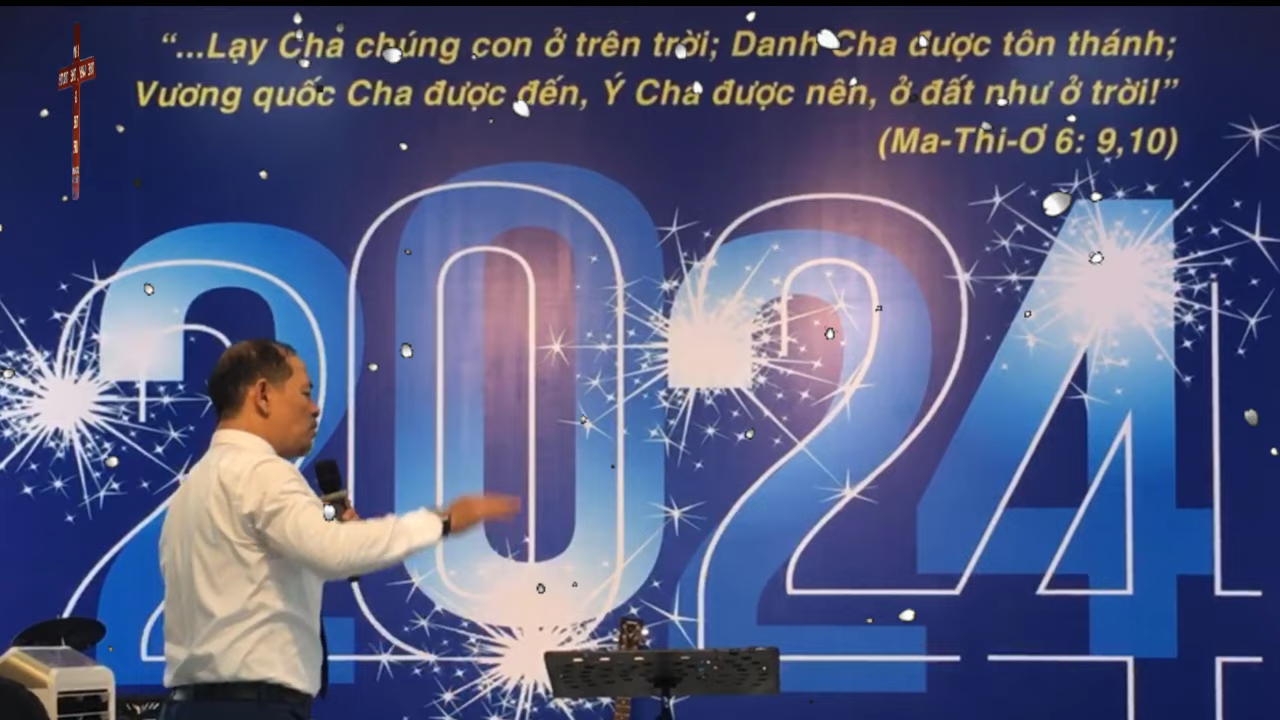 “...Lạy Cha chúng con ở trên trời; Danh Cha được tôn thánh;
Vương quốc Cha được đến, Ý Cha được nên, ở đất như ở trời!”
(Ma-Thi-Ơ 6: 9,10)
2024